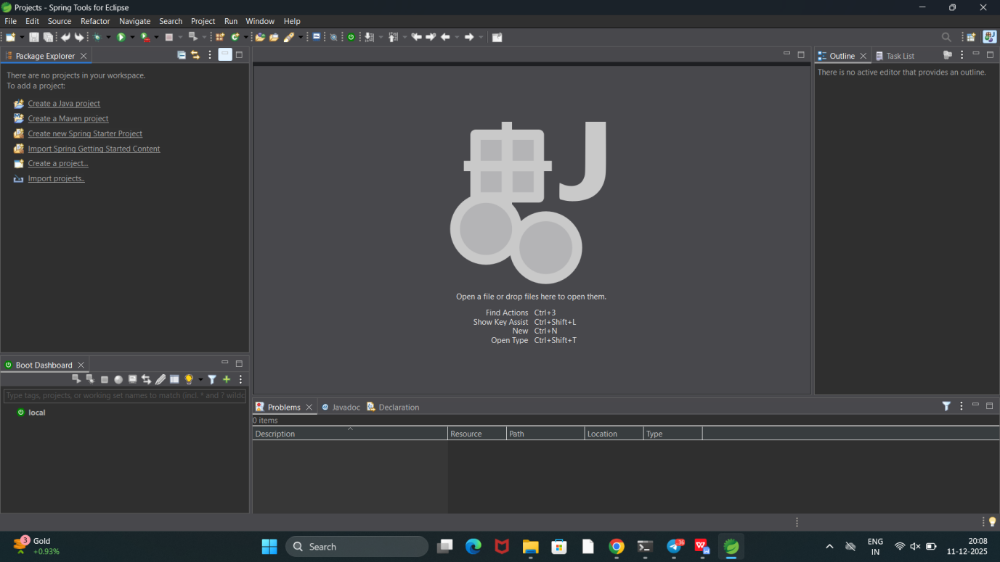 Projects - Spring Tools for Eclipse
File Edit Source Refactor Navigate Search Project Run Window Help
Package Explorer
There are no projects in your workspace.
To add a project:
Create a Java project
Create a Maven project
Create new Spring Starter Project
Import Spring Getting Started Content
Create a project...
Import projects..
J
Open a file or drop files here to open them.
Find Actions Ctrl+3
Show Key Assist Ctrl+Shift+L
New Ctrl+N
Open Type Ctrl+Shift+T
Outline Task List
There is no active editor that provides an outline.
Boot Dashboard
Type tags, projects, or working set names to match (incl. * and ? wildc
local
Problems Javadoc Declaration
0 items
Description Resource Path Location Type
3
Gold
+0.93%
Search
36
ENG
IN
20:08
11-12-2025